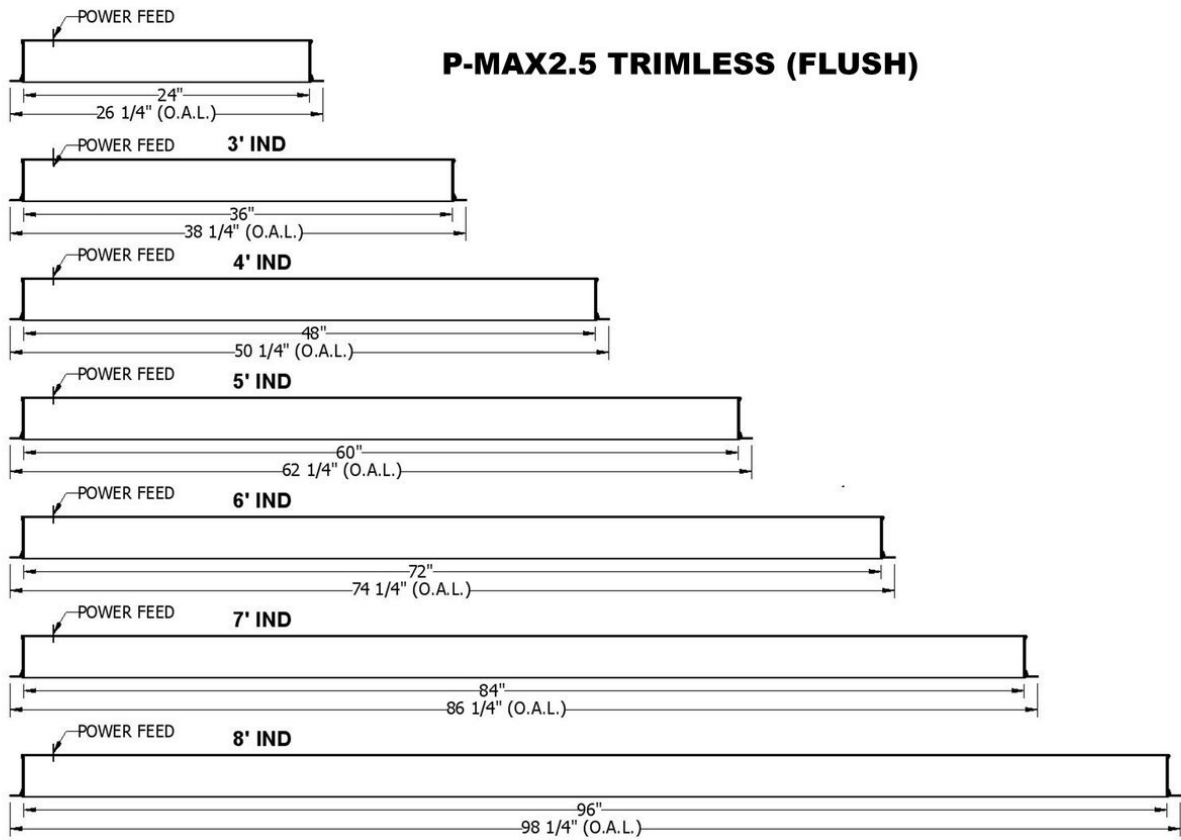 POWER FEED
P-MAX2.5 TRIMLESS (FLUSH)
24"
26 1/4" (O.A.L.)
POWER FEED 3' IND
36"
38 1/4" (O.A.L.)
POWER FEED 4' IND
48"
50 1/4" (O.A.L.)
POWER FEED 5' IND
60"
62 1/4" (O.A.L.)
POWER FEED 6' IND
72"
74 1/4" (O.A.L.)
POWER FEED 7' IND
84"
86 1/4" (O.A.L.)
POWER FEED 8' IND
96"
98 1/4" (O.A.L.)